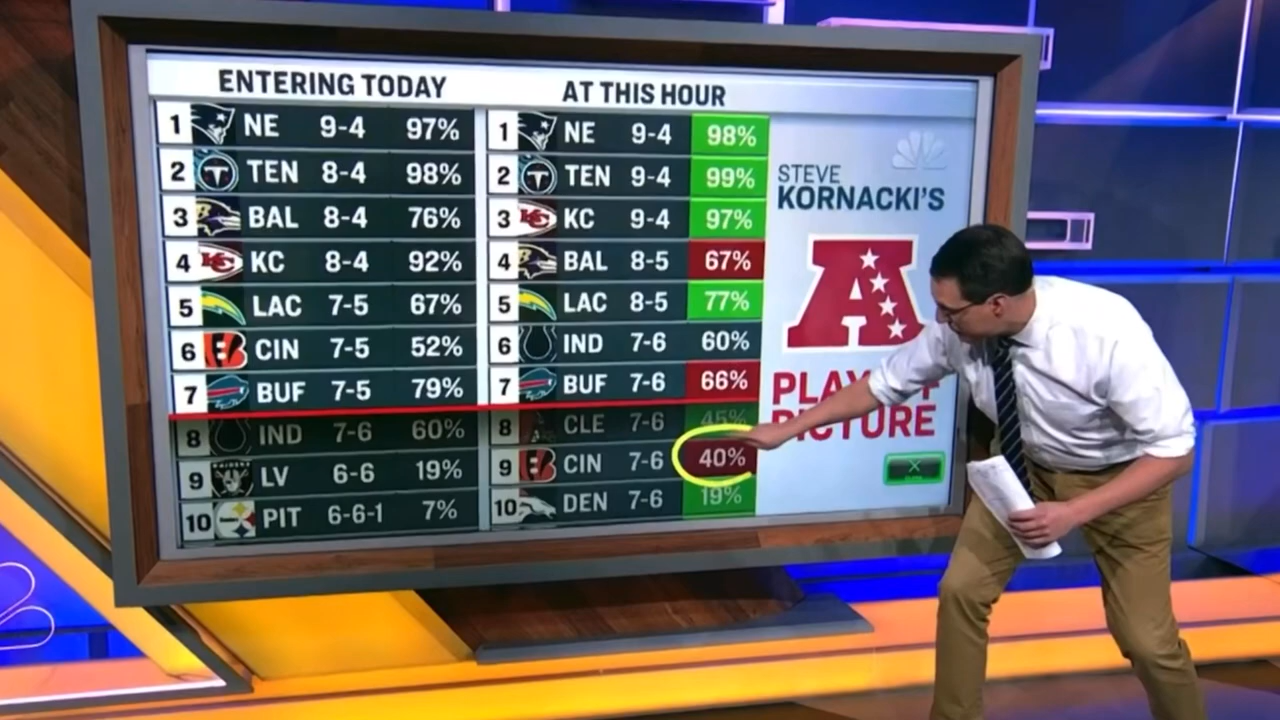 ENTERING TODAY
1 NE 9-4 97%
2 TEN 8-4 98%
3 BAL 8-4 76%
4 KC 8-4 92%
5 LAC 7-5 67%
6 CIN 7-5 52%
7 BUF 7-5 79%
8 IND 7-6 60%
9 RAIDERS LV 6-6 19%
10 PIT 6-6-1 7%
AT THIS HOUR
1 NE 9-4 98%
2 TEN 9-4 99%
3 KC 9-4 97%
4 BAL 8-5 67%
5 LAC 8-5 77%
6 IND 7-6 60%
7 BUF 7-6 66%
8 CLE 7-6 45%
9 CIN 7-6 40%
10 DEN 7-6 19%
STEVE
KORNACKI'S
A
PICTURE